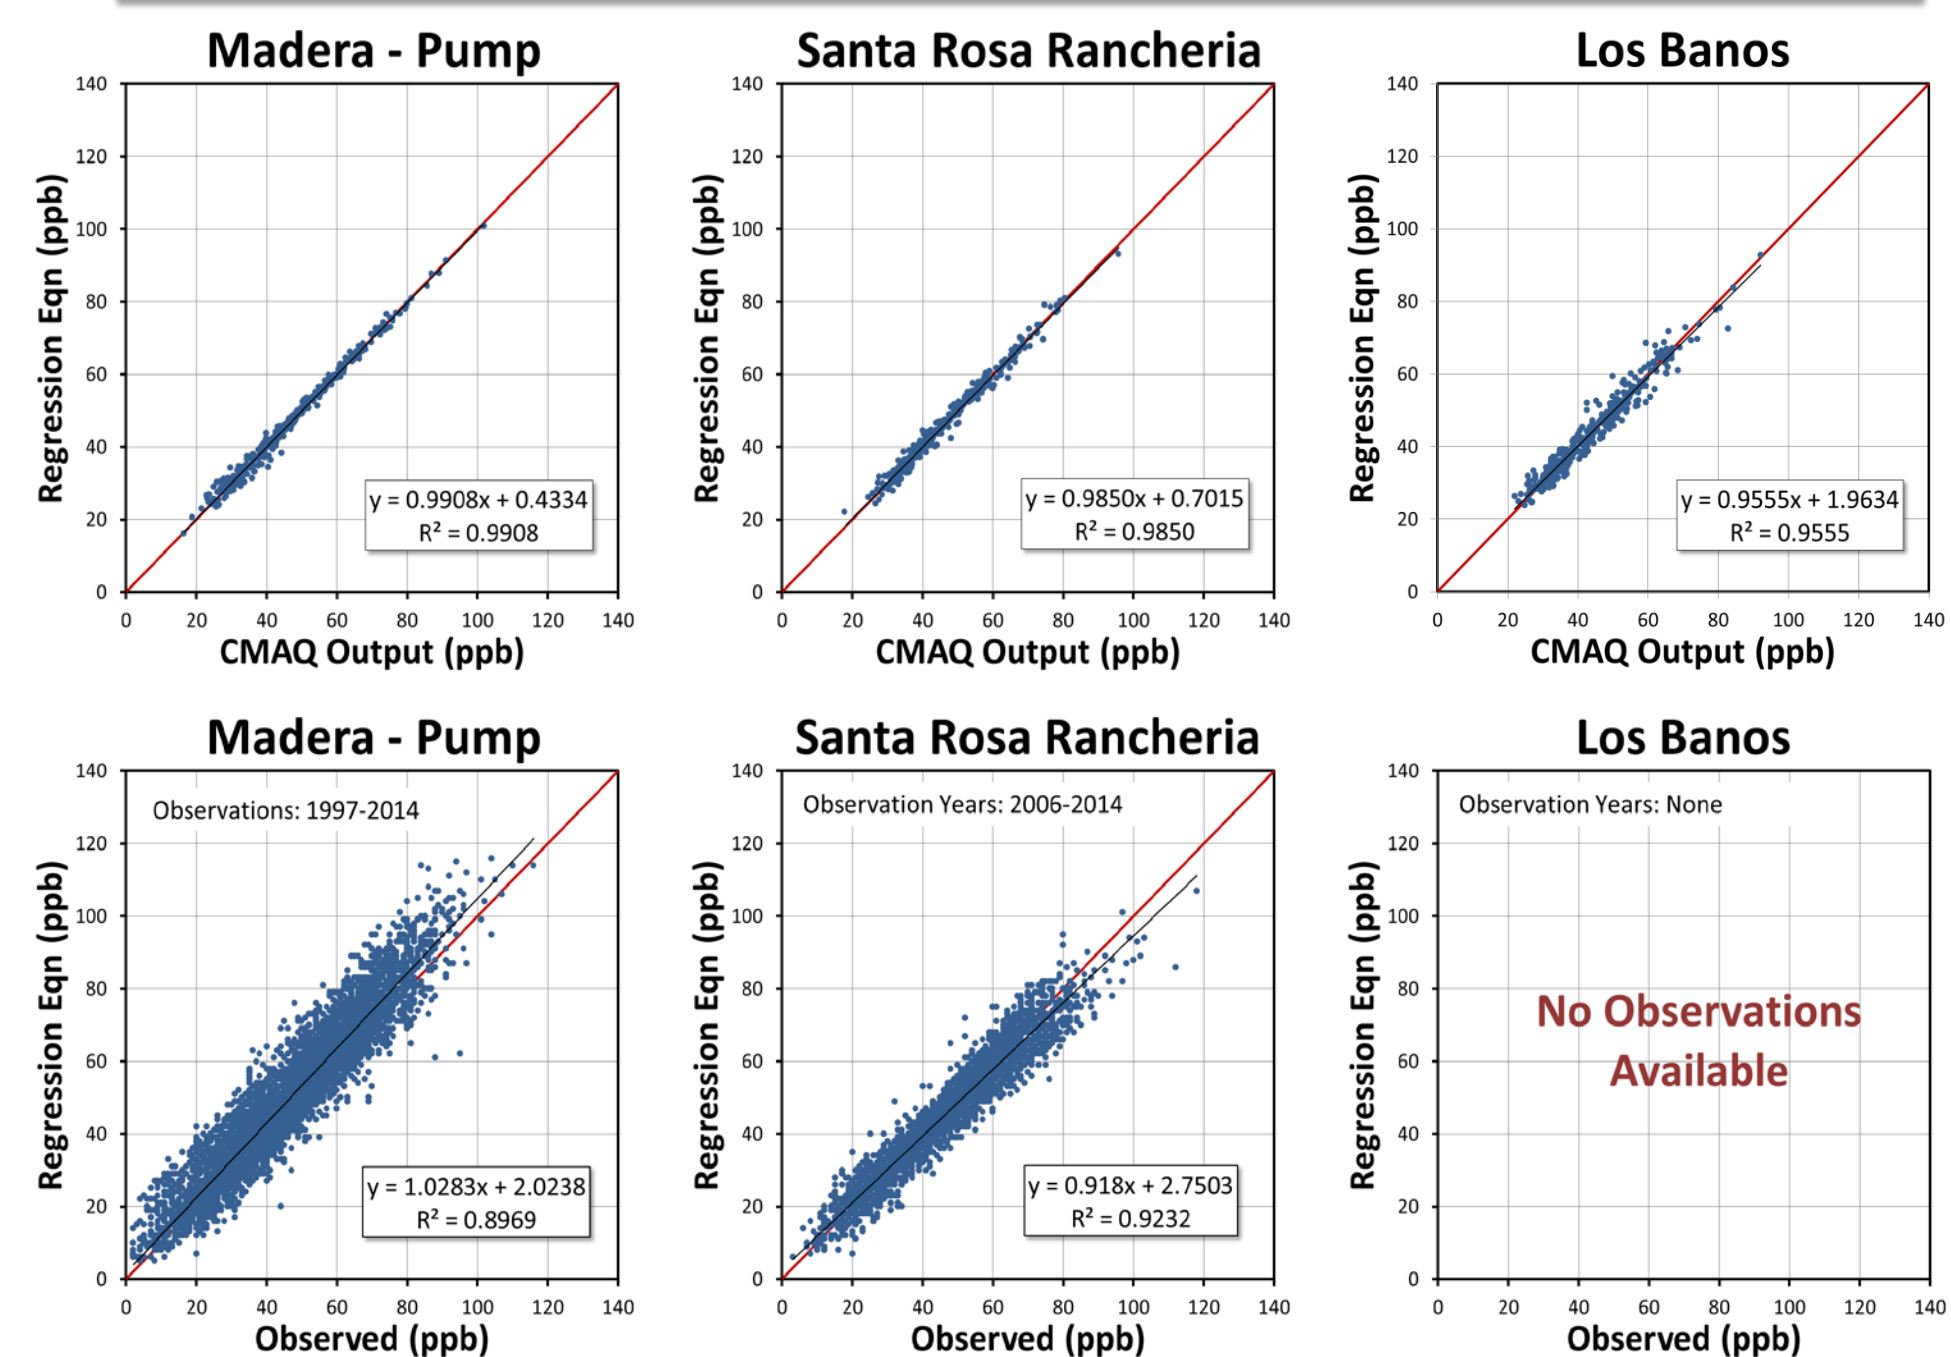 Madera - Pump
Santa Rosa Rancheria
Los Banos
Regression Eqn (ppb)
140
120
100
80
60
40
20
0
y = 0.9908x + 0.4334
R² = 0.9908
0 20 40 60 80 100 120 140
CMAQ Output (ppb)
Regression Eqn (ppb)
140
120
100
80
60
40
20
0
y = 0.9850x + 0.7015
R² = 0.9850
0 20 40 60 80 100 120 140
CMAQ Output (ppb)
Regression Eqn (ppb)
140
120
100
80
60
40
20
0
y = 0.9555x + 1.9634
R² = 0.9555
0 20 40 60 80 100 120 140
CMAQ Output (ppb)
Madera - Pump
Santa Rosa Rancheria
Los Banos
Regression Eqn (ppb)
140
120
100
80
60
40
20
0
Observations: 1997-2014
y = 1.0283x + 2.0238
R² = 0.8969
0 20 40 60 80 100 120 140
Observed (ppb)
Regression Eqn (ppb)
140
120
100
80
60
40
20
0
Observation Years: 2006-2014
y = 0.918x + 2.7503
R² = 0.9232
0 20 40 60 80 100 120 140
Observed (ppb)
Regression Eqn (ppb)
140
120
100
80
60
40
20
0
Observation Years: None
No Observations
Available
0 20 40 60 80 100 120 140
Observed (ppb)